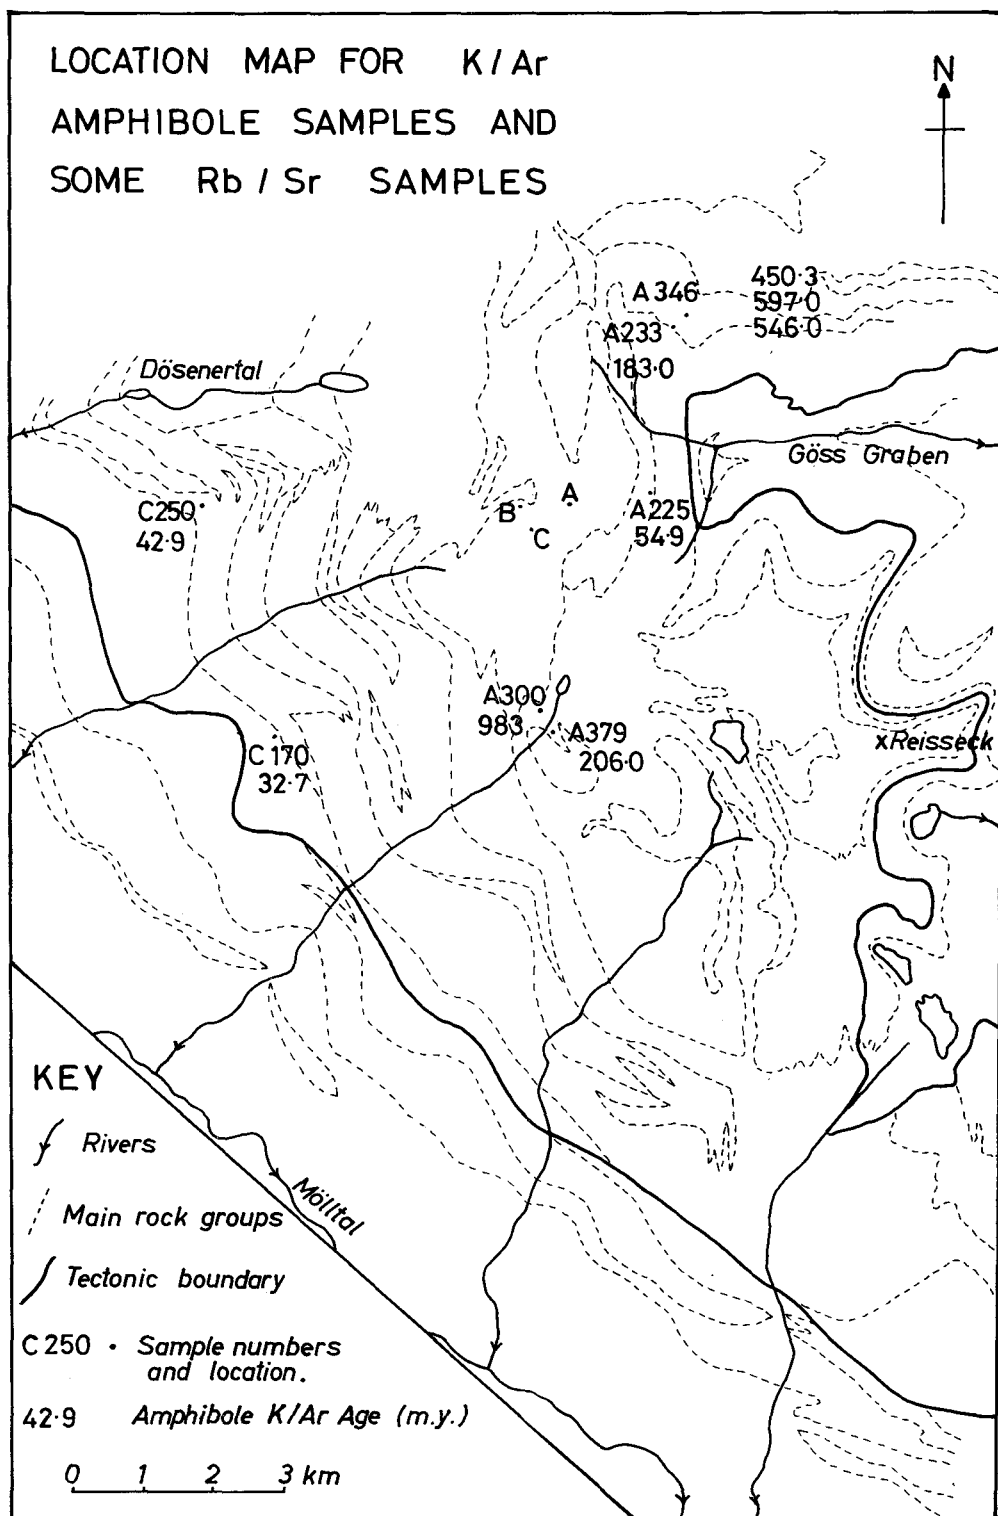 LOCATION MAP FOR K/Ar
AMPHIBOLE SAMPLES AND
SOME Rb/Sr SAMPLES
N
A 346
450·3
597·0
546·0
A233
183·0
Dösenertal
Göss Graben
A
B
C
C250
42·9
A225
54·9
A300
983
A379
206·0
xReisseck
C 170
32·7
KEY
Rivers
Mölltal
Main rock groups
Tectonic boundary
C 250 · Sample numbers
and location.
42·9 Amphibole K/Ar Age (m.y.)
0 1 2 3 km